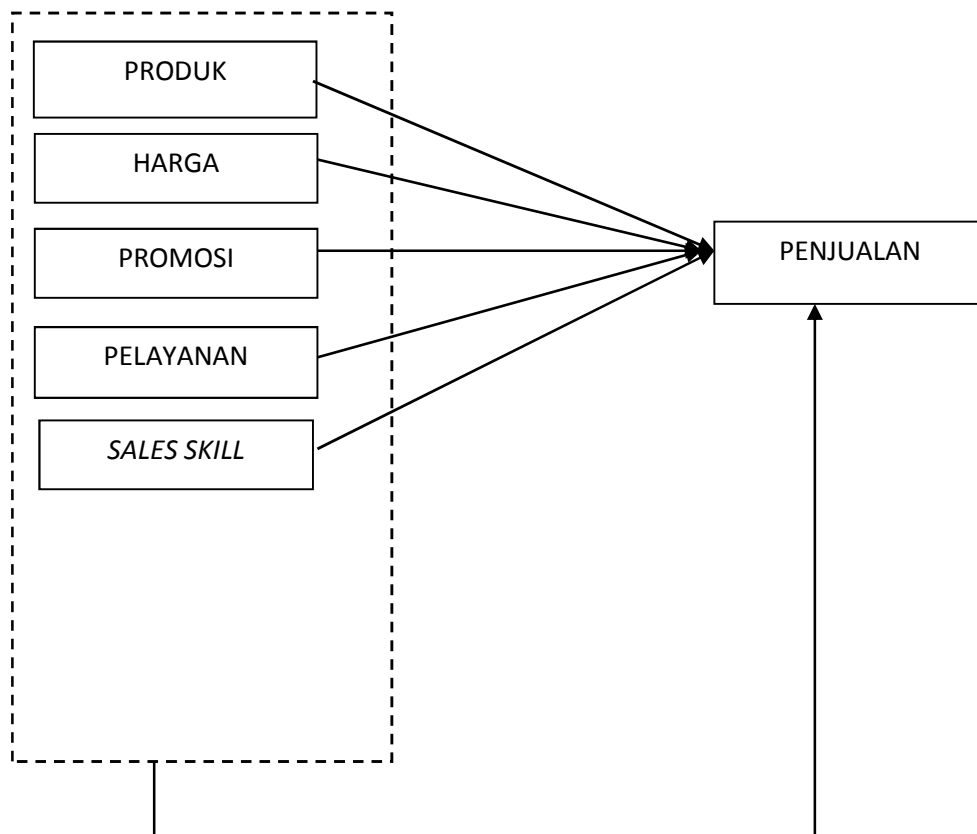 PRODUK
HARGA
PROMOSI
PENJUALAN
PELAYANAN
SALES SKILL